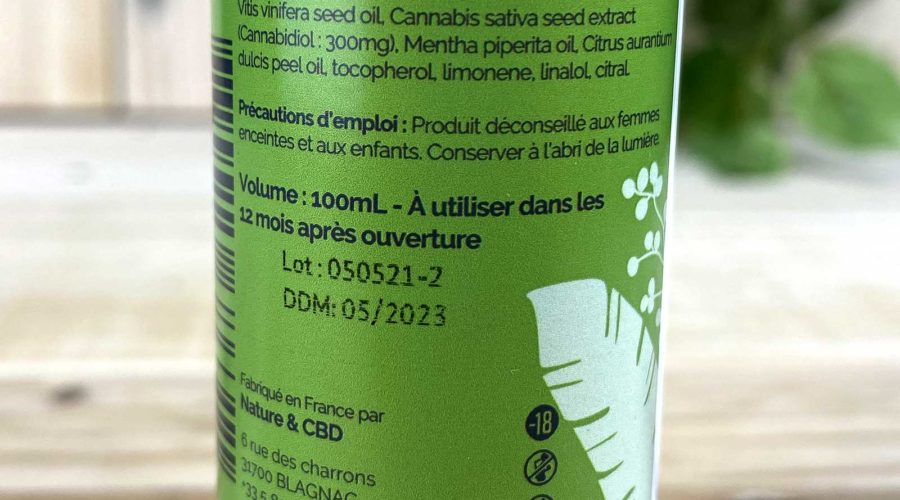 Vitis vinifera seed oil, Cannabis sativa seed extract
(Cannabidiol : 300mg), Mentha piperita oil, Citrus aurantium
dulcis peel oil, tocopherol, limonene, linalol, citral.
Précautions d'emploi : Produit déconseillé aux femmes
enceintes et aux enfants. Conserver à l'abri de la lumière.
Volume : 100mL - À utiliser dans les
12 mois après ouverture
Lot : 050521-2
DDM: 05/2023
Fabriqué en France par
Nature & CBD
6 rue des charrons
31700 BLAGNAC
-18